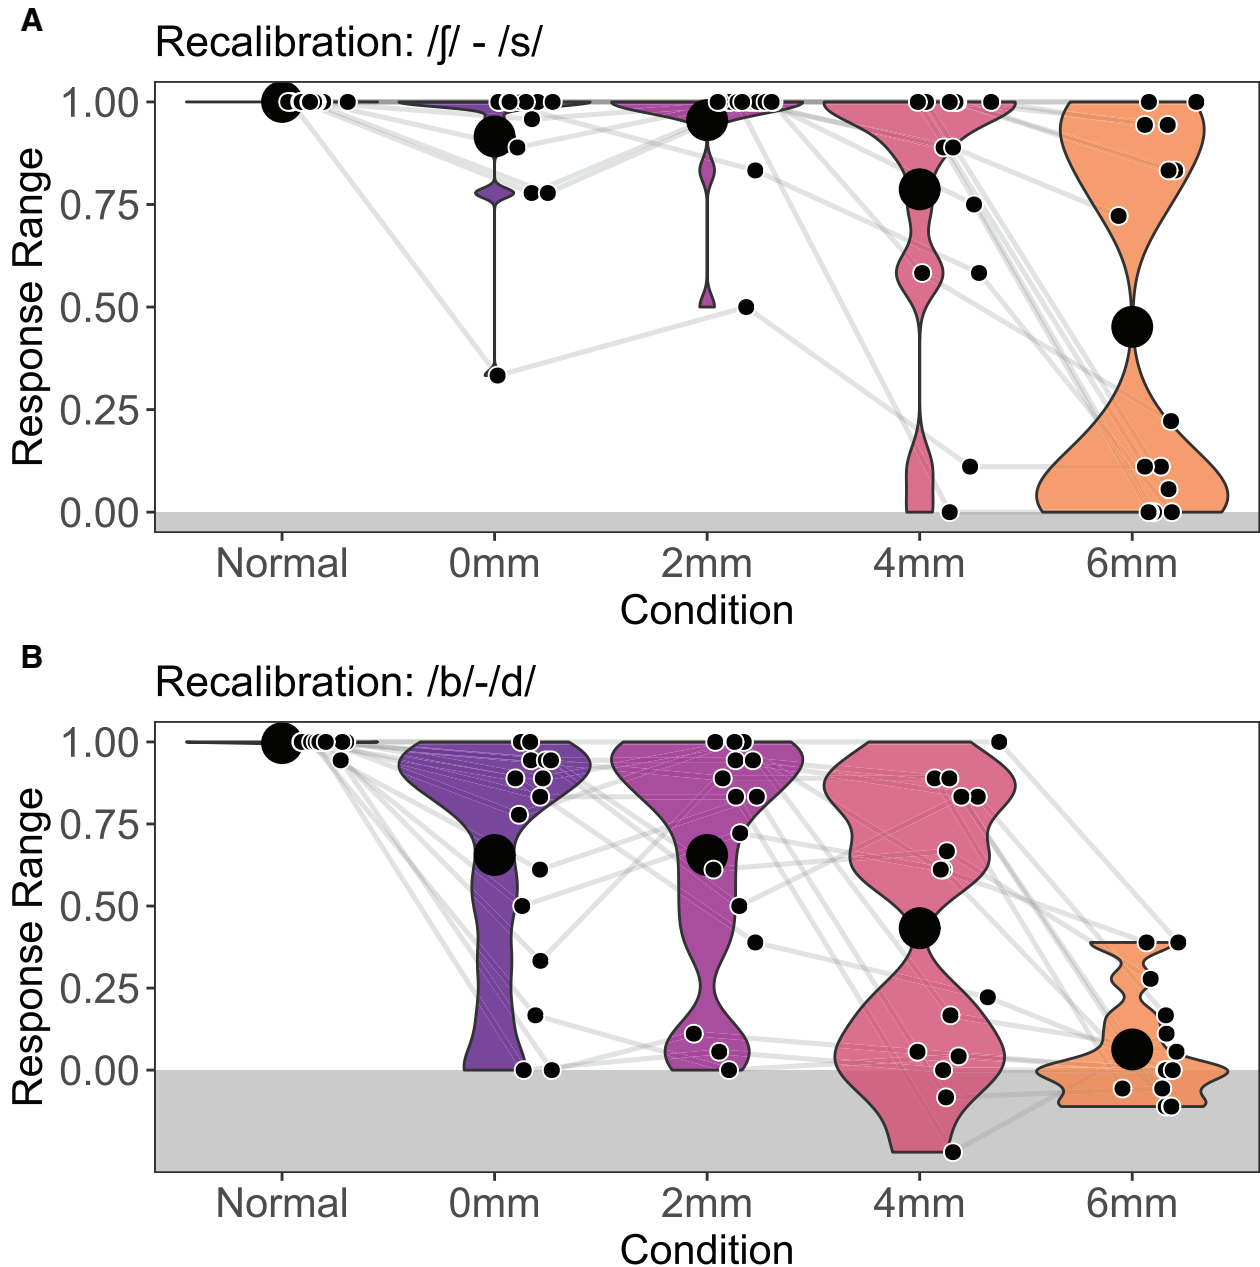 A
Recalibration: /ʃ/ - /s/
Response Range
1.00
0.75
0.50
0.25
0.00
Normal 0mm 2mm 4mm 6mm
Condition
B
Recalibration: /b/-/d/
Response Range
1.00
0.75
0.50
0.25
0.00
Normal 0mm 2mm 4mm 6mm
Condition